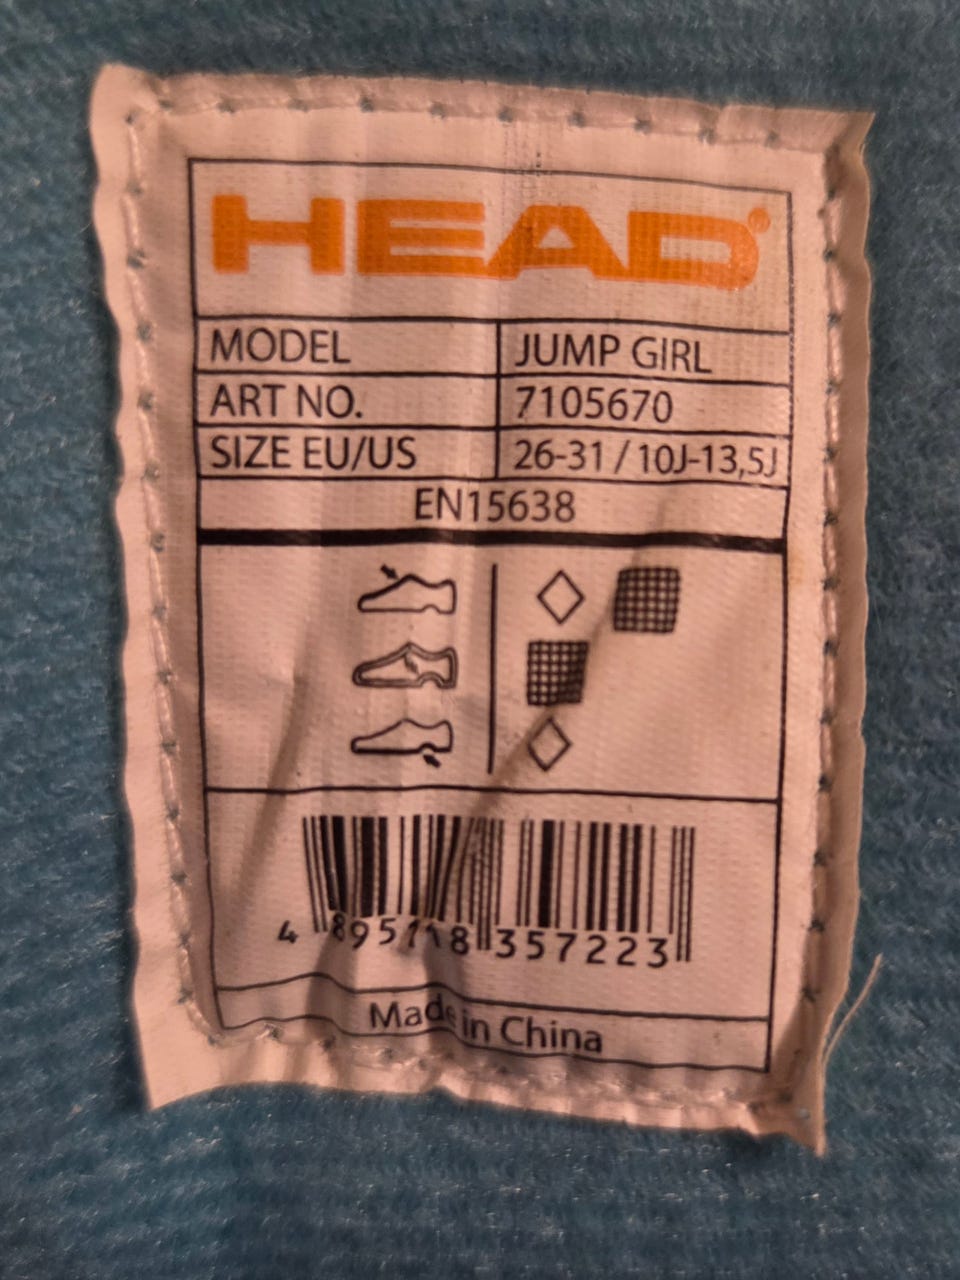 HEAD®
MODEL JUMP GIRL
ART NO. 7105670
SIZE EU/US 26-31 / 10J-13,5J
EN15638
4 895118 357223
Made in China